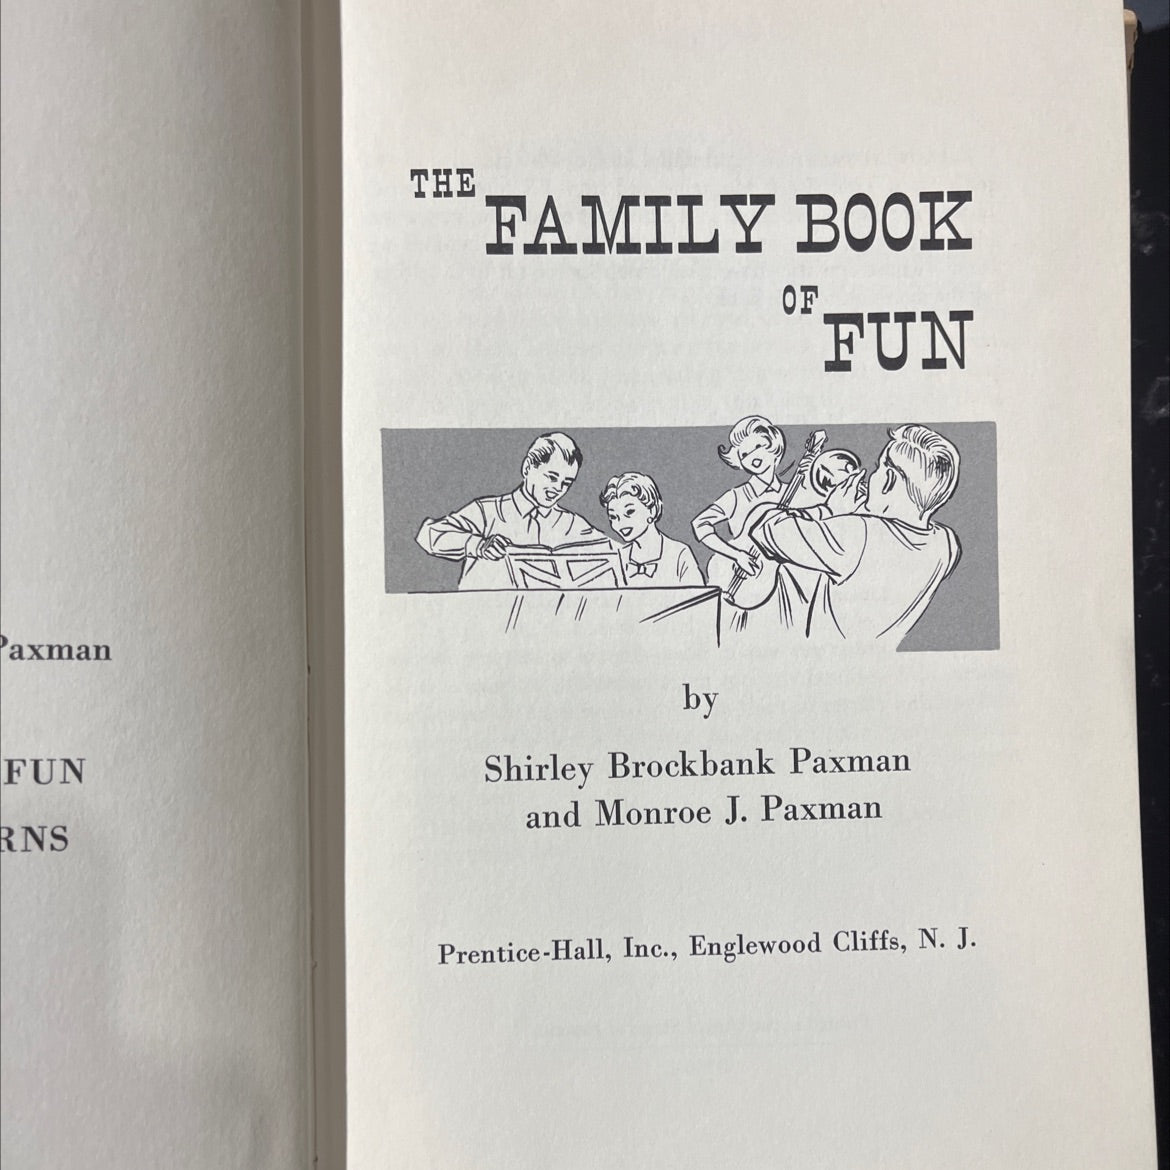 Paxman
FUN
RNS
THE
FAMILY BOOK
OF
FUN
by
Shirley Brockbank Paxman
and Monroe J. Paxman
Prentice-Hall, Inc., Englewood Cliffs, N. J.